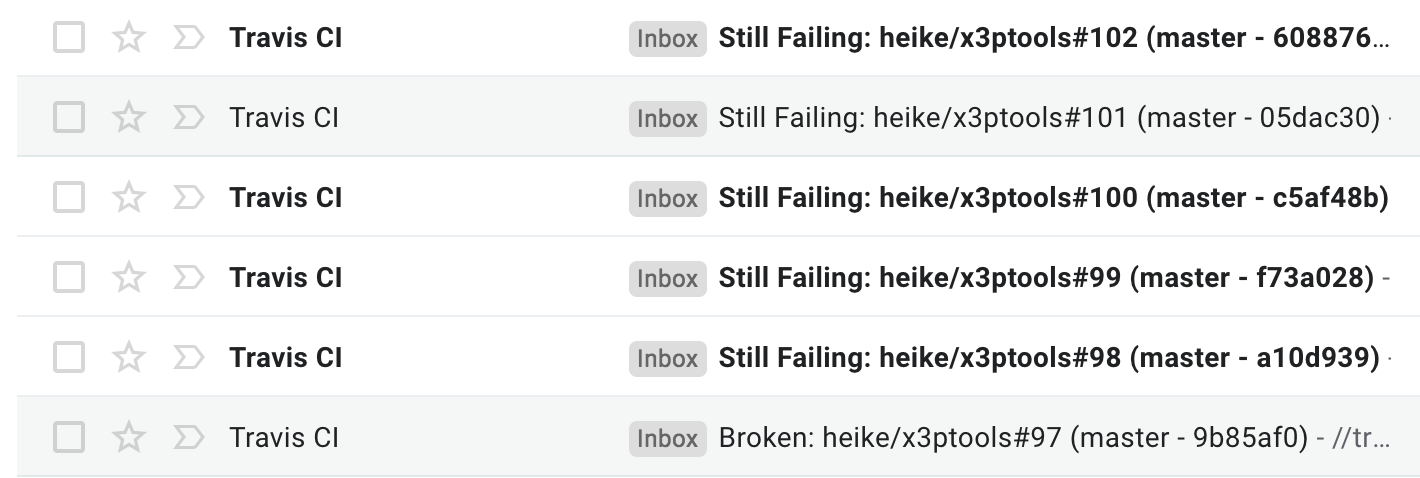 Travis CI Inbox Still Failing: heike/x3ptools#102 (master - 608876…
Travis CI Inbox Still Failing: heike/x3ptools#101 (master - 05dac30) -
Travis CI Inbox Still Failing: heike/x3ptools#100 (master - c5af48b)
Travis CI Inbox Still Failing: heike/x3ptools#99 (master - f73a028) -
Travis CI Inbox Still Failing: heike/x3ptools#98 (master - a10d939) -
Travis CI Inbox Broken: heike/x3ptools#97 (master - 9b85af0) - //tr…